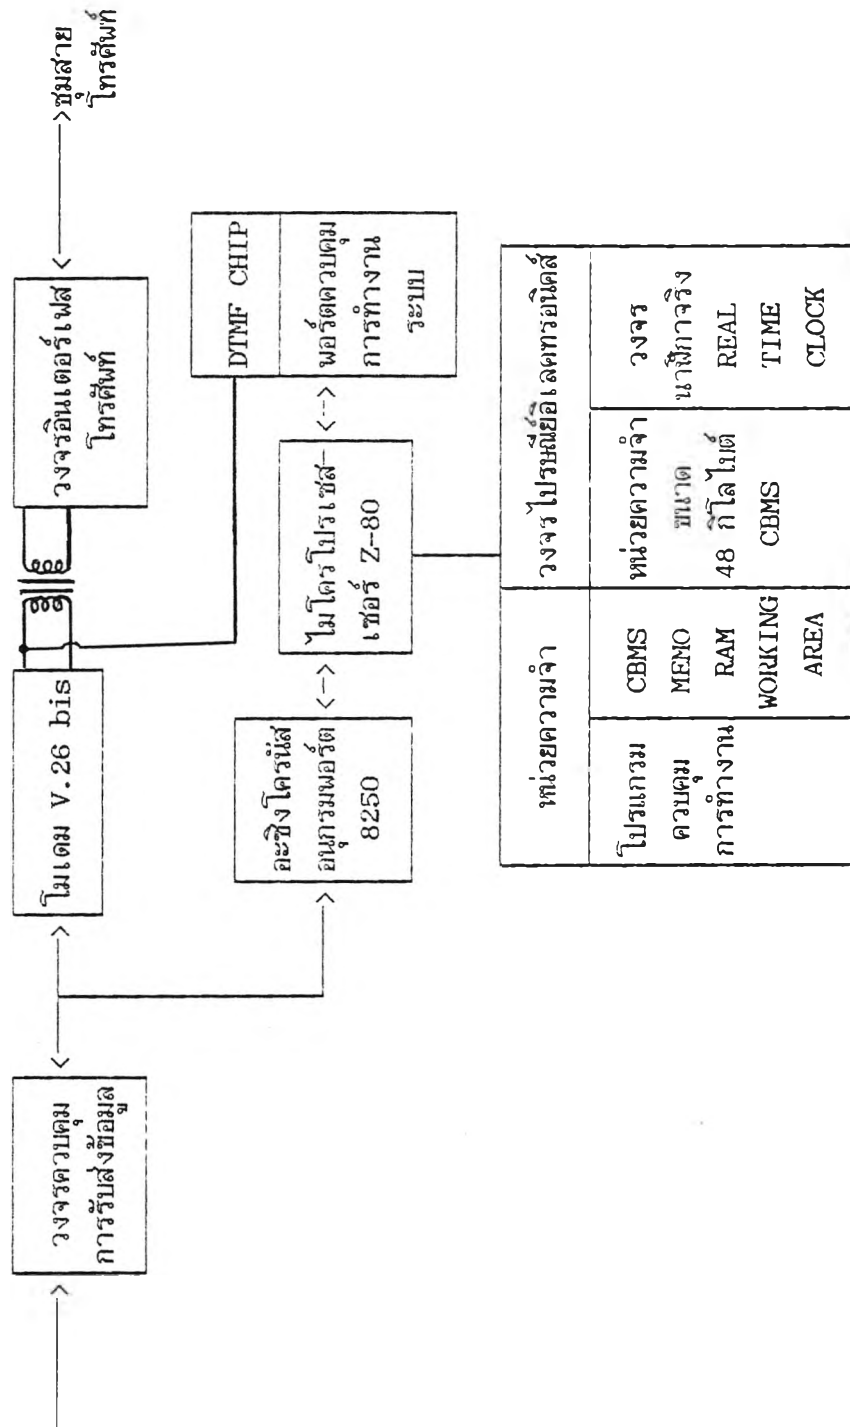 วงจรควบคุม
การรับส่งข้อมูล
โมเดม V.26 bis
วงจรอินเตอร์เฟส
โทรศัพท์
ชุมสาย
โทรศัพท์
อะซิงโครนัส
อนุกรมพอร์ต
8250
ไมโครโปรเซส-
เซอร์ Z-80
DTMF CHIP
พอร์ตควบคุม
การทำงาน
ระบบ
หน่วยความจำ
วงจรไปรษณีย์อิเลคทรอนิคส์
โปรแกรม
ควบคุม
การทำงาน
CBMS
MEMO
RAM
WORKING
AREA
หน่วยความจำ
ขนาด
48 กิโลไบต์
CBMS
วงจร
นาฬิกาจริง
REAL
TIME
CLOCK